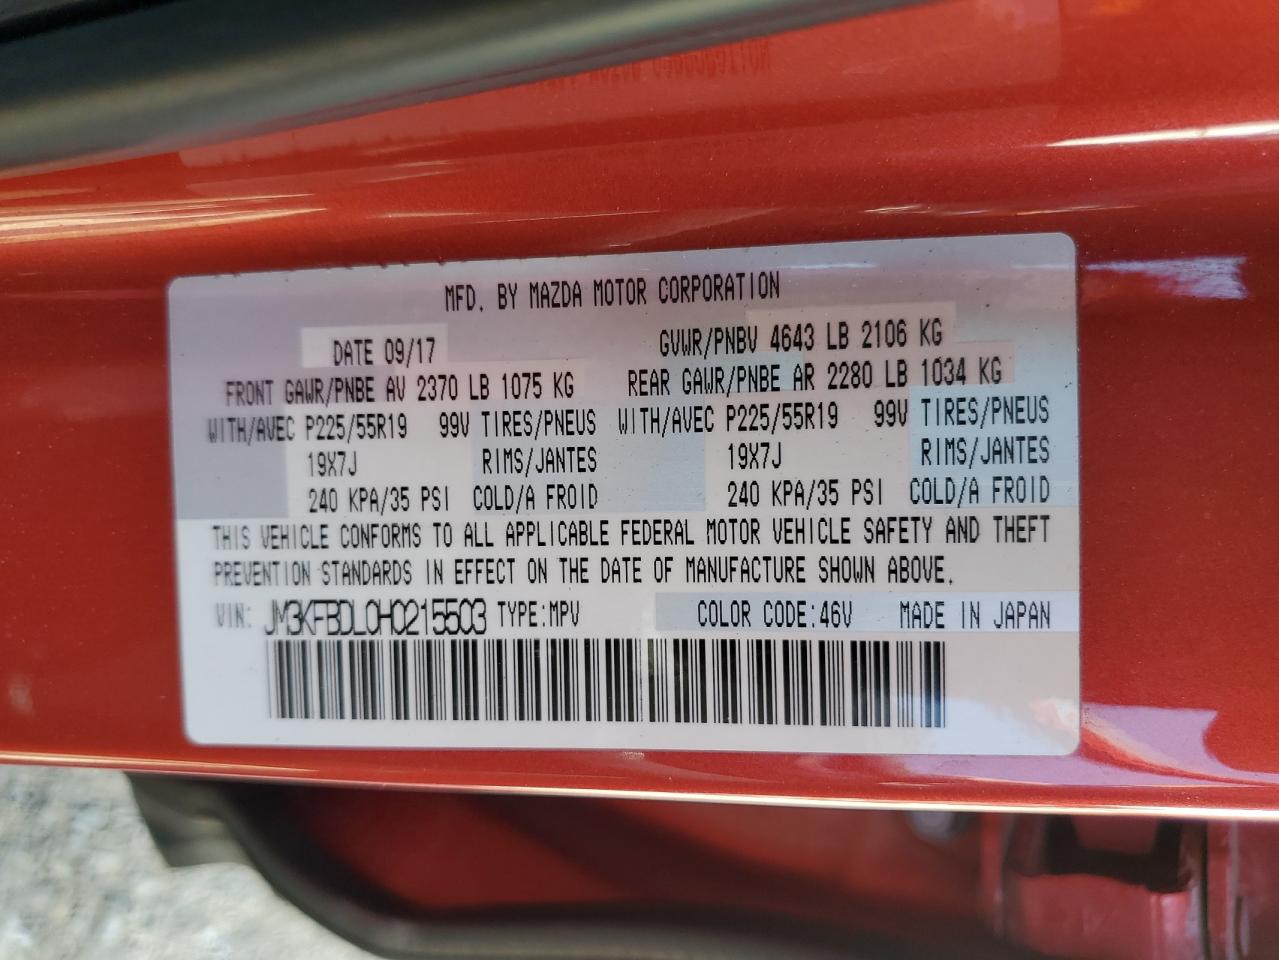 MFD. BY MAZDA MOTOR CORPORATION
DATE 09/17 GVWR/PNBV 4643 LB 2106 KG
FRONT GAWR/PNBE AV 2370 LB 1075 KG REAR GAWR/PNBE AR 2280 LB 1034 KG
WITH/AVEC P225/55R19 99V TIRES/PNEUS WITH/AVEC P225/55R19 99V TIRES/PNEUS
19X7J RIMS/JANTES 19X7J RIMS/JANTES
240 KPA/35 PSI COLD/A FROID 240 KPA/35 PSI COLD/A FROID
THIS VEHICLE CONFORMS TO ALL APPLICABLE FEDERAL MOTOR VEHICLE SAFETY AND THEFT
PREVENTION STANDARDS IN EFFECT ON THE DATE OF MANUFACTURE SHOWN ABOVE.
VIN: JM3KFBDL0H0215503 TYPE:MPV COLOR CODE:46V MADE IN JAPAN